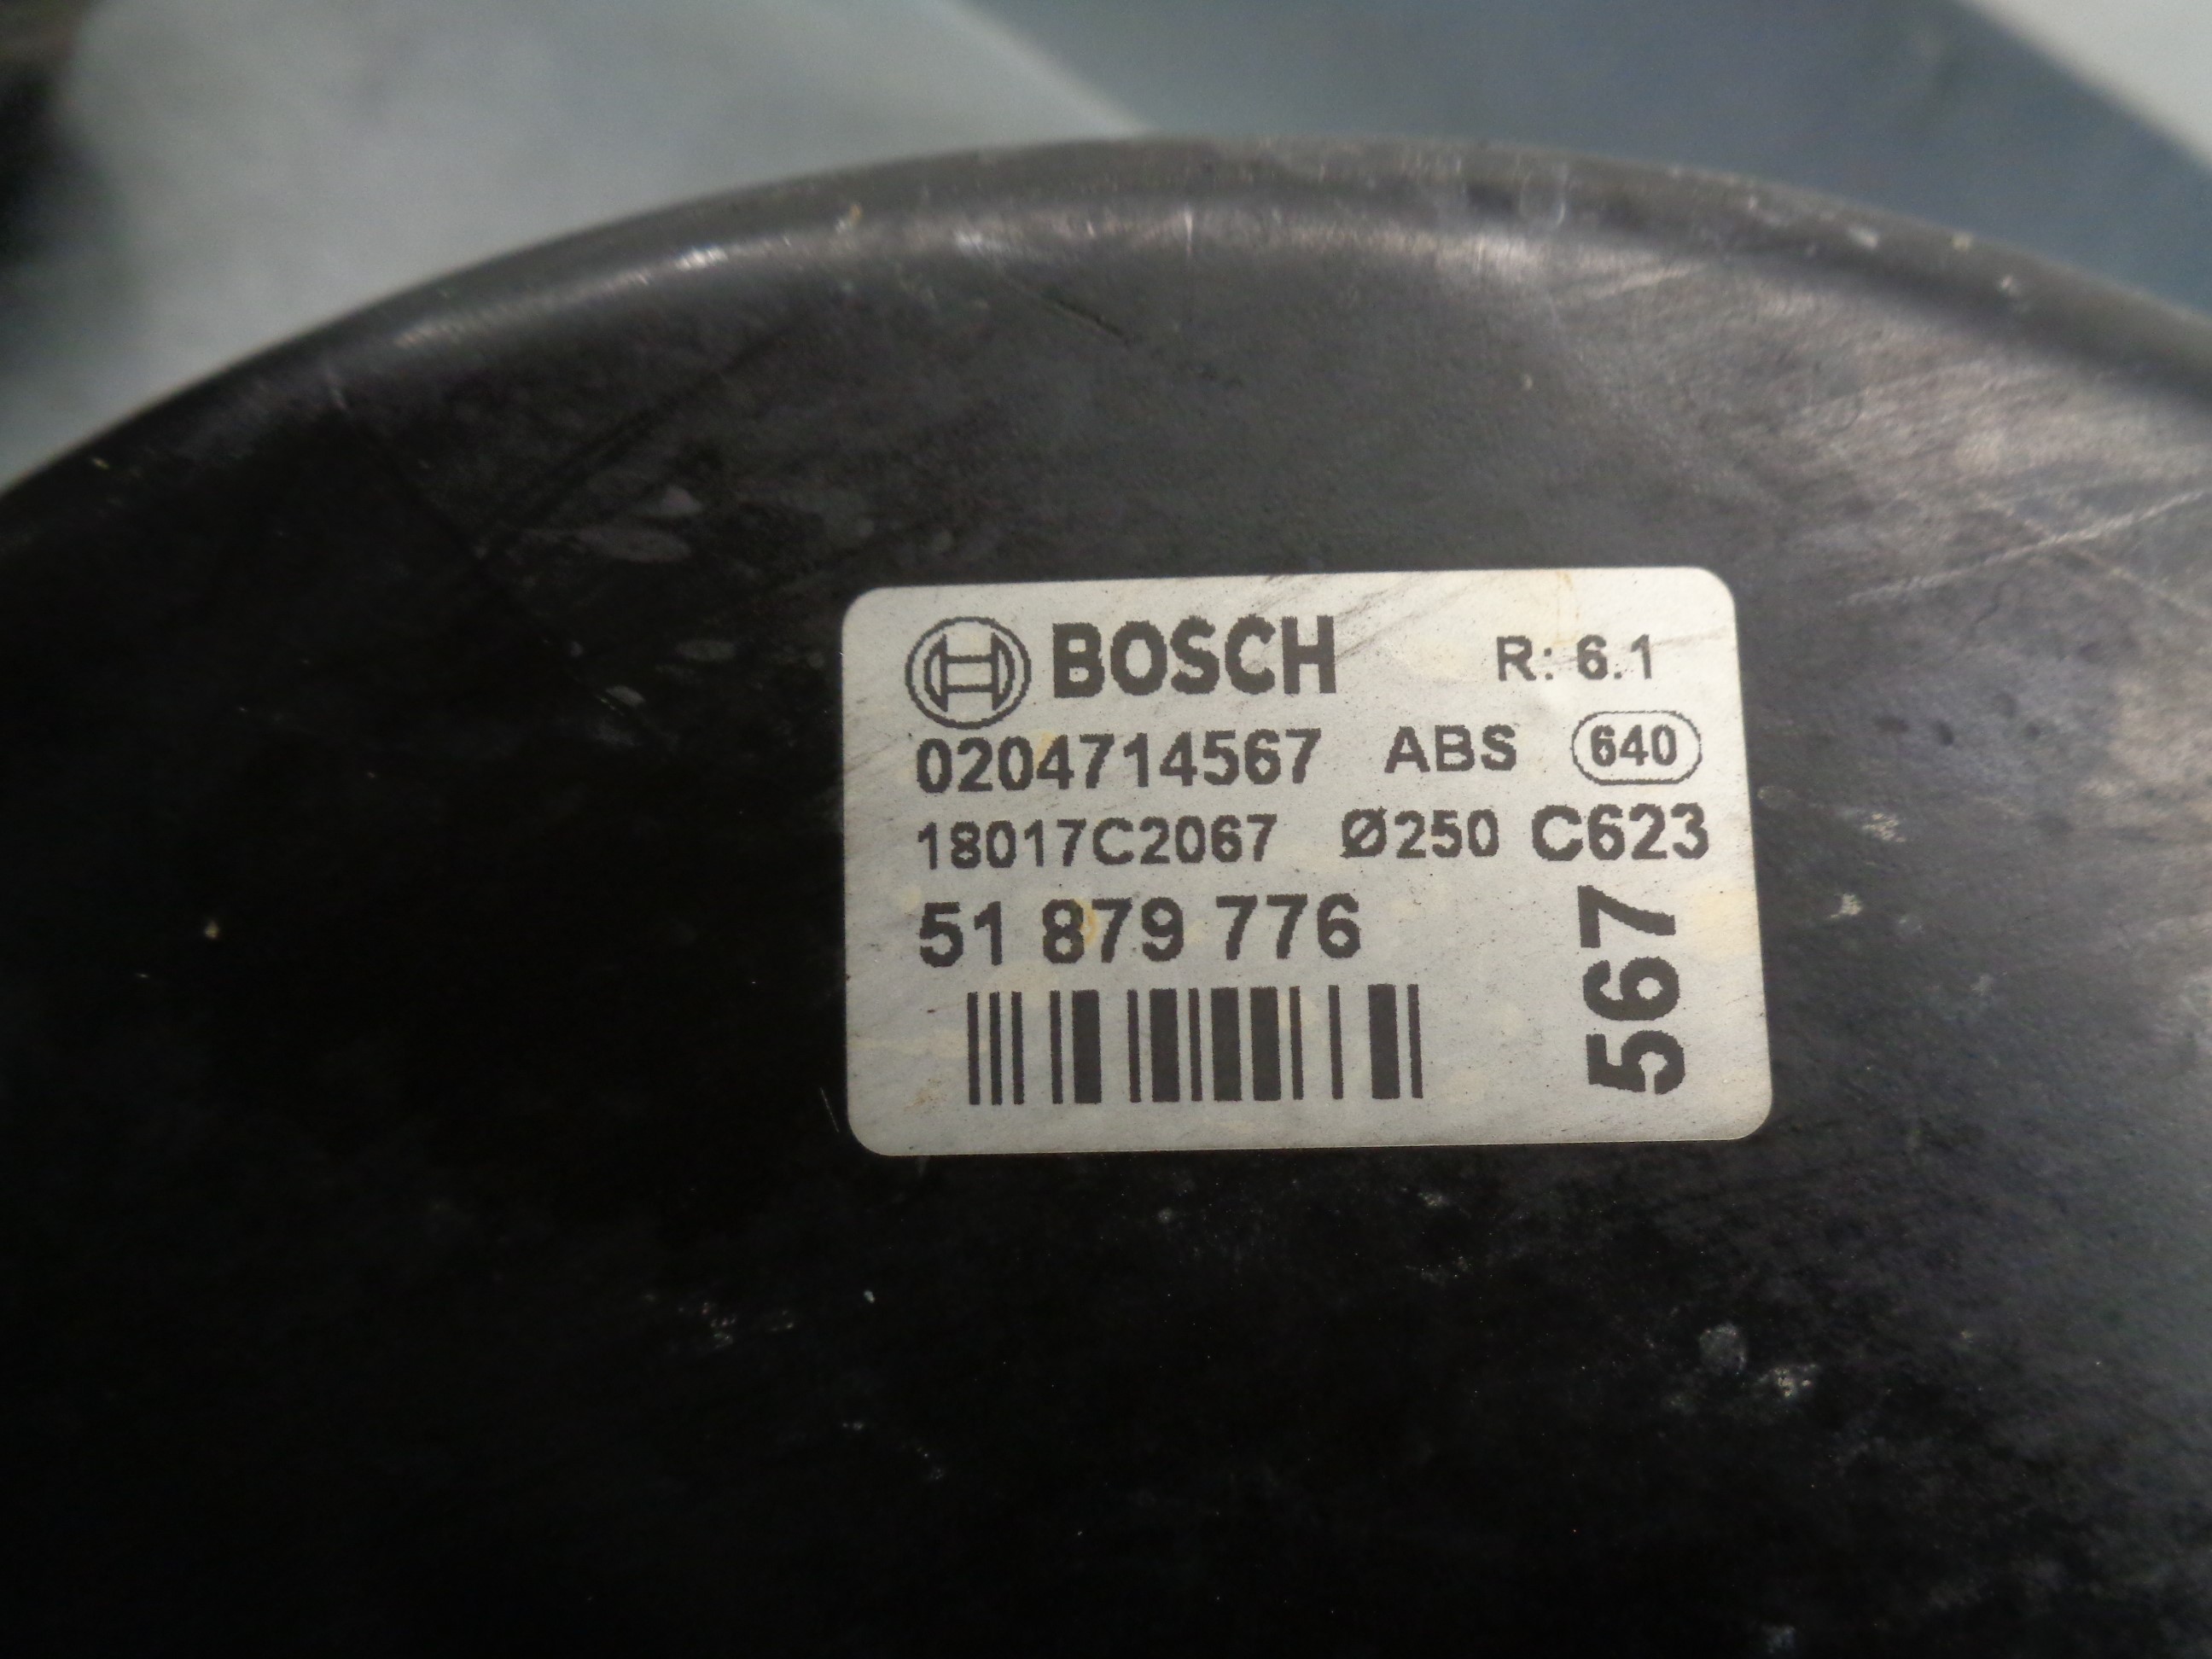 BOSCH R: 6.1
0204714567 ABS 640
18017C2067 Ø250 C623
51 879 776
567